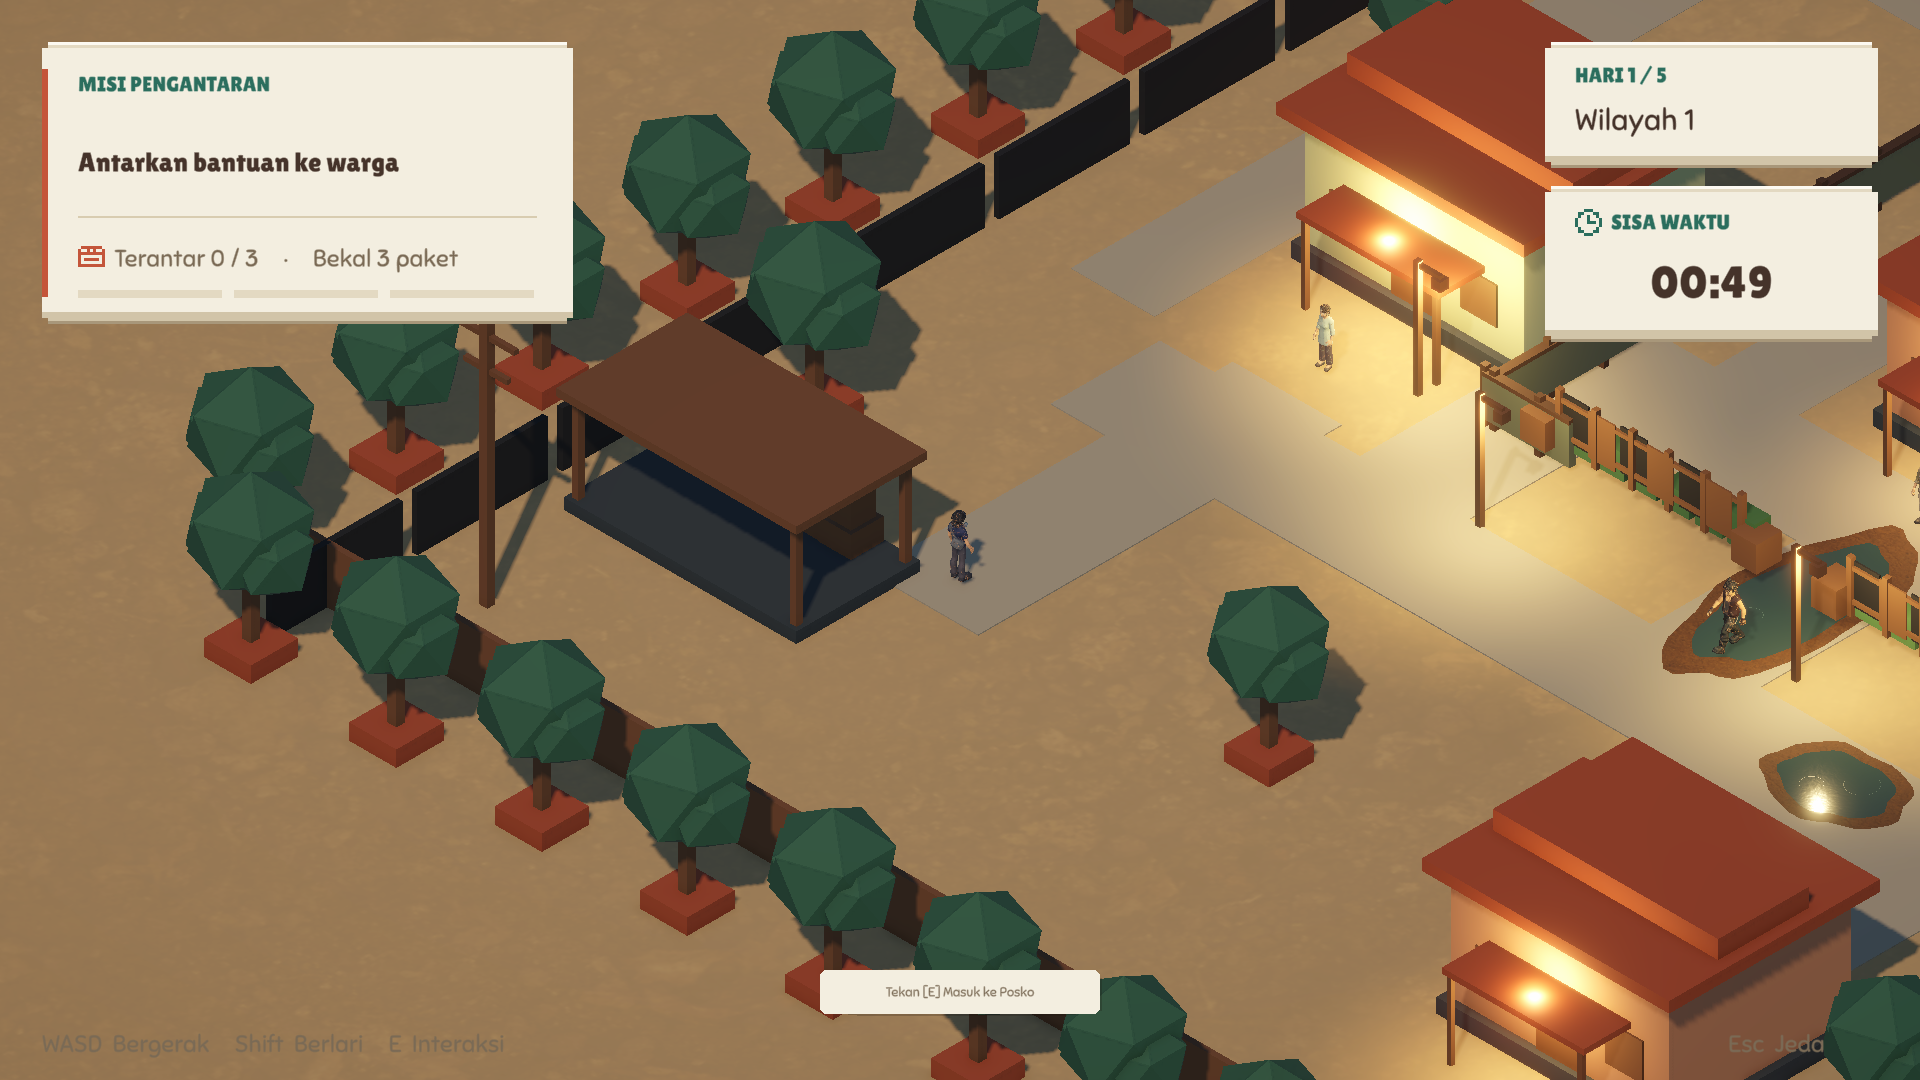 MISI PENGANTARAN
Antarkan bantuan ke warga
Terantar 0 / 3 · Bekal 3 paket
HARI 1 / 5
Wilayah 1
SISA WAKTU
00:49
Tekan [E] Masuk ke Posko
WASD Bergerak Shift Berlari E Interaksi
Esc Jeda